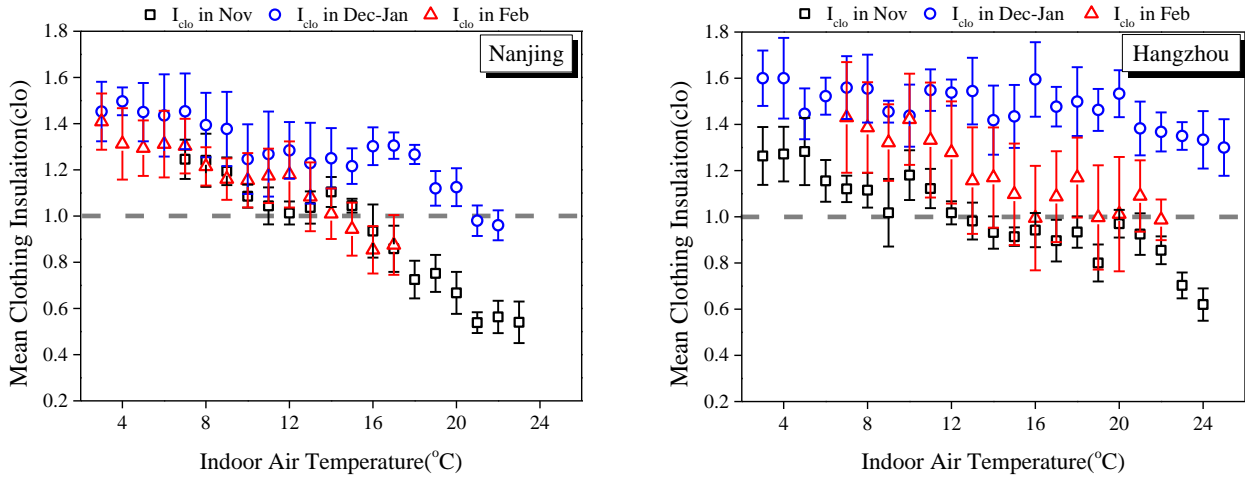 I_clo in Nov I_clo in Dec-Jan I_clo in Feb
Nanjing
1.8
1.6
1.4
1.2
1.0
0.8
0.6
0.4
0.2
4 8 12 16 20 24
Mean Clothing Insulaiton(clo)
Indoor Air Temperature(°C)
I_clo in Nov I_clo in Dec-Jan I_clo in Feb
Hangzhou
1.8
1.6
1.4
1.2
1.0
0.8
0.6
0.4
0.2
4 8 12 16 20 24
Mean Clothing Insulaiton(clo)
Indoor Air Temperature(°C)